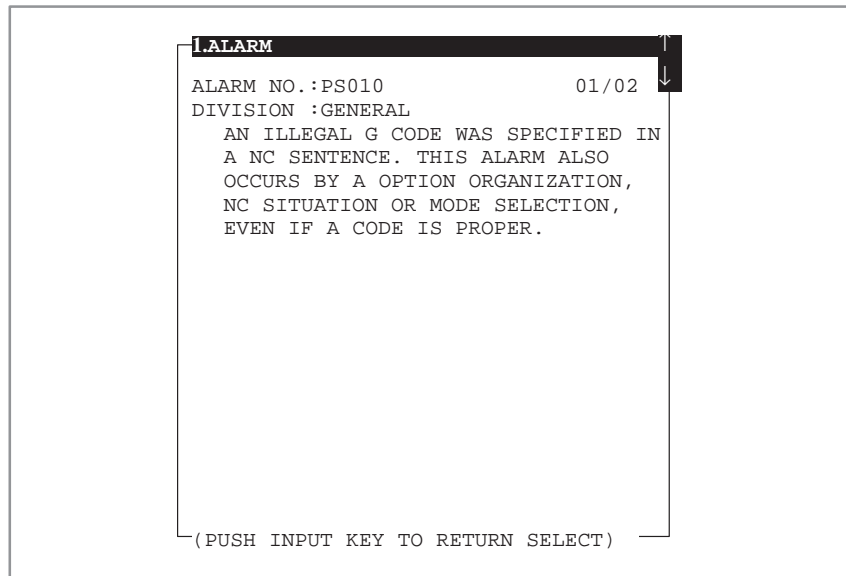 1.ALARM ↑
ALARM NO.:PS010 01/02 ↓
DIVISION :GENERAL
AN ILLEGAL G CODE WAS SPECIFIED IN
A NC SENTENCE. THIS ALARM ALSO
OCCURS BY A OPTION ORGANIZATION,
NC SITUATION OR MODE SELECTION,
EVEN IF A CODE IS PROPER.
(PUSH INPUT KEY TO RETURN SELECT)